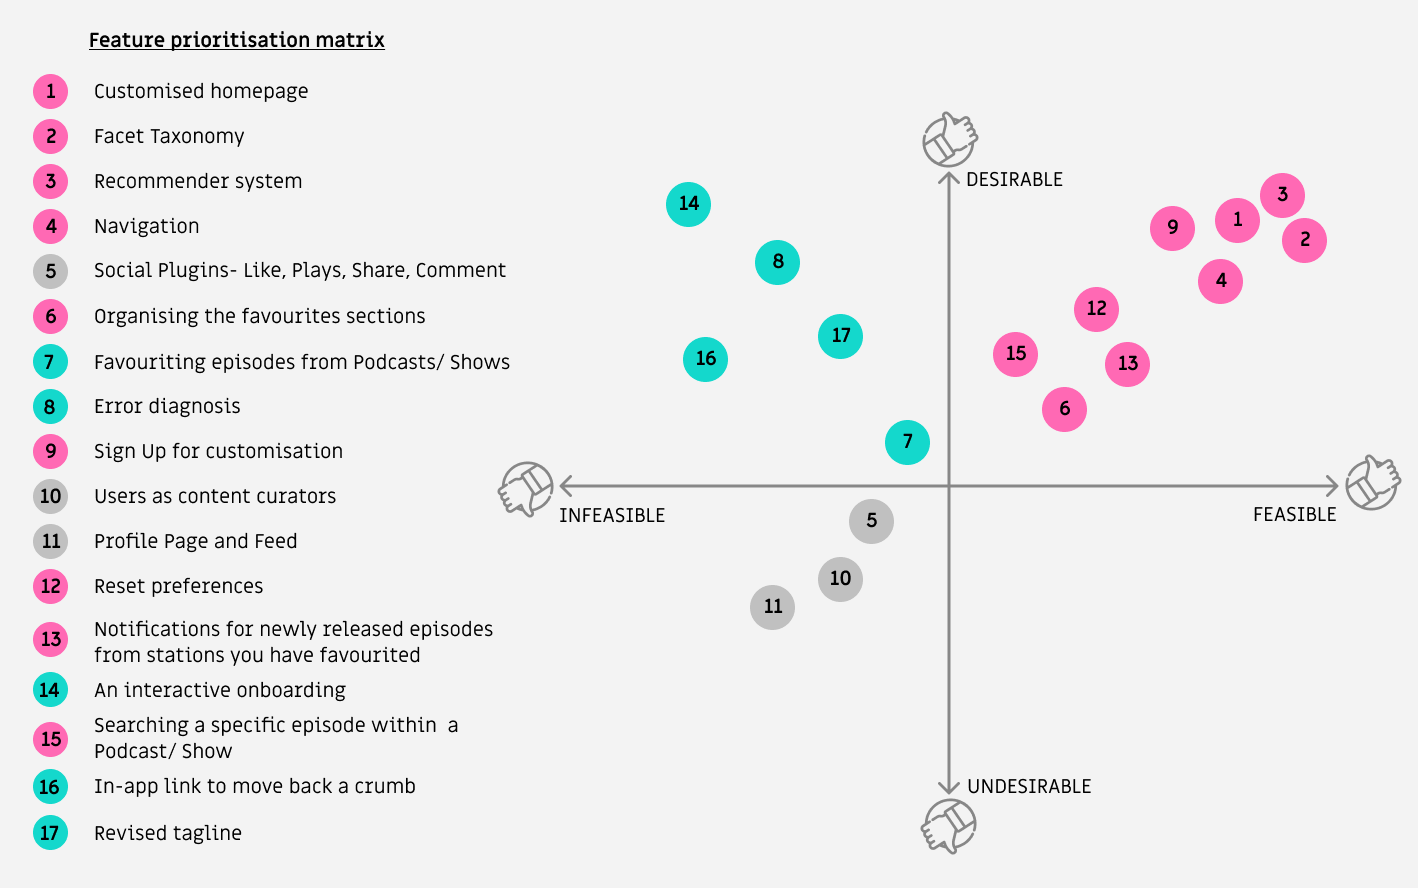 Feature prioritisation matrix
1 Customised homepage
2 Facet Taxonomy
3 Recommender system
4 Navigation
5 Social Plugins- Like, Plays, Share, Comment
6 Organising the favourites sections
7 Favouriting episodes from Podcasts/ Shows
8 Error diagnosis
9 Sign Up for customisation
10 Users as content curators
11 Profile Page and Feed
12 Reset preferences
13 Notifications for newly released episodes
from stations you have favourited
14 An interactive onboarding
15 Searching a specific episode within a
Podcast/ Show
16 In-app link to move back a crumb
17 Revised tagline
DESIRABLE
14
3
9
1
2
8
4
12
17
15
16
13
6
7
INFEASIBLE
FEASIBLE
5
10
11
UNDESIRABLE